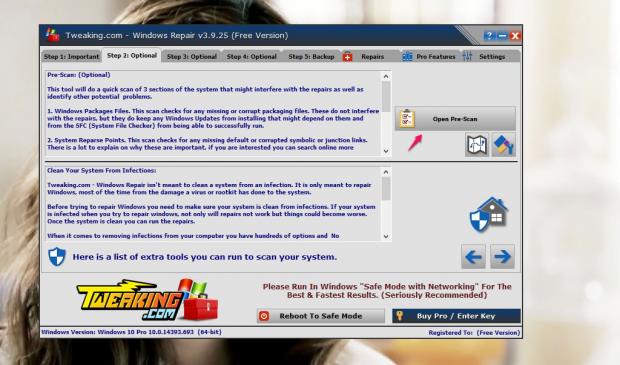 Tweaking.com - Windows Repair v3.9.25 (Free Version)
Step 1: Important Step 2: Optional Step 3: Optional Step 4: Optional Step 5: Backup Repairs Pro Features Settings
Pre-Scan: (Optional)
This tool will do a quick scan of 3 sections of the system that might interfere with the repairs as well as
identify other potential problems.
1. Windows Packages Files. This scan checks for any missing or corrupt packaging files. These do not interfere
with the repairs, but they do keep any Windows Updates from installing that might depend on them and
from the SFC (System File Checker) from being able to successfully run.
2. System Reparse Points. This scan checks for any missing default or corrupted symbolic or junction links.
There is a lot to explain on why these are important, if you are interested you can search online more
Open Pre-Scan
Clean Your System From Infections:
Tweaking.com - Windows Repair isn't meant to clean a system from an infection. It is only meant to repair
Windows, most of the time from the damage a virus or rootkit has done to the system.
Before trying to repair Windows you need to make sure your system is clean from infections. If your system
is infected when you try to repair windows, not only will repairs not work but things could become worse.
Once the system is clean you can run the repairs.
When it comes to removing infections from your computer you have hundreds of options and No
Here is a list of extra tools you can run to scan your system.
TWEAKING
.COM
Please Run In Windows "Safe Mode with Networking" For The
Best & Fastest Results. (Seriously Recommended)
Reboot To Safe Mode
Buy Pro / Enter Key
Windows Version: Windows 10 Pro 10.0.14393.693 (64-bit)
Registered To: (Free Version)